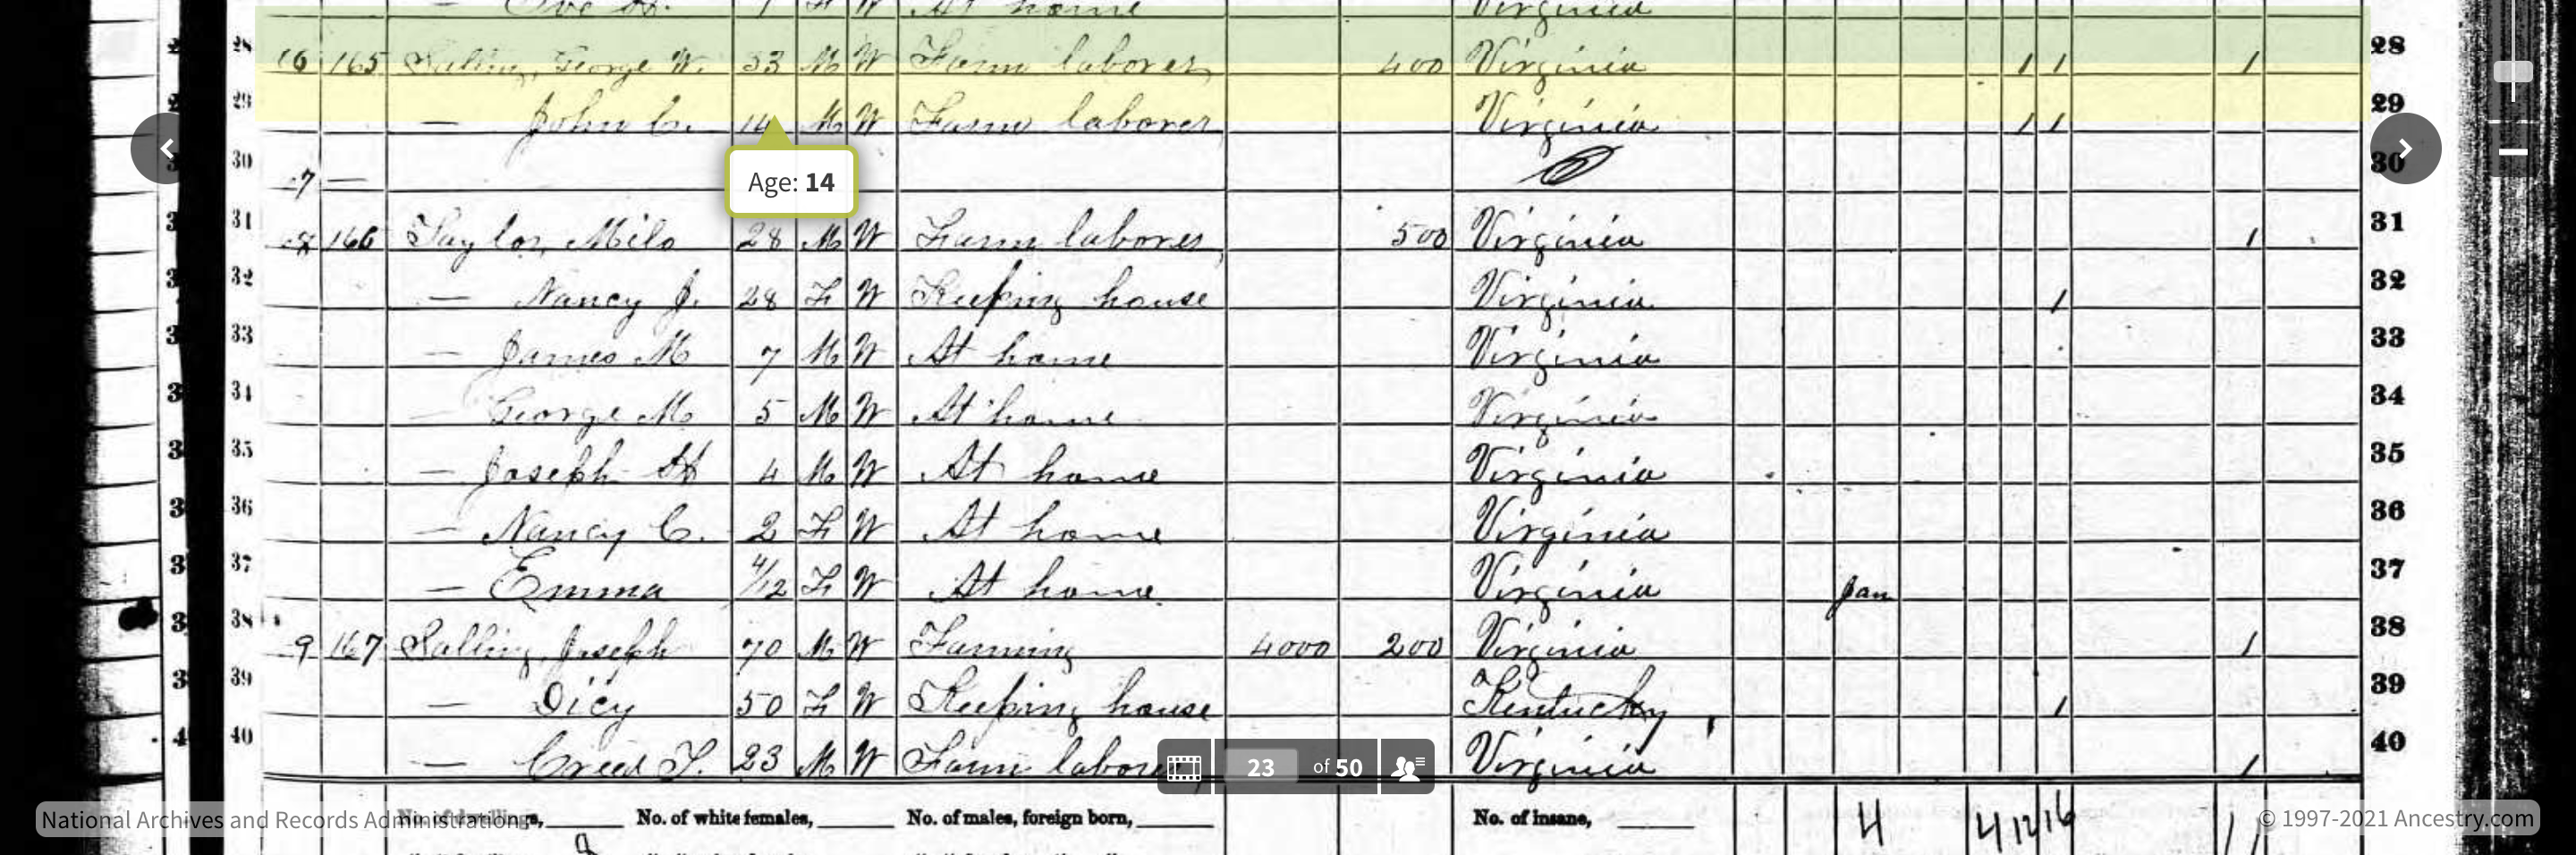 1 F W At home Virginia
28 165 Salling, George W. 33 M W Farm laborer 400 Virginia 1 1 1 28
29 — John C. 14 M W Farm laborer Virginia 1 1 29
30 7 — 30
Age: 14
31 166 Saylor, Milo 28 M W Farm laborer 500 Virginia 1 31
32 — Nancy J. 28 F W Keeping house Virginia 1 32
33 — James M 7 M W At home Virginia 33
34 — George M 5 M W At home Virginia 34
35 — Joseph H 4 M W At home Virginia 35
36 — Nancy C. 2 F W At home Virginia 36
37 — Emma 4/12 F W At home Virginia Jan 37
38 9 167 Salling, Joseph 70 M W Farming 4000 200 Virginia 1 38
39 — Dicy 50 F W Keeping house Kentucky 1 39
40 — Creed T. 23 M W Farm laborer Virginia 1 40
23 of 50
No. of dwellings, No. of white females, No. of males, foreign born, No. of insane, 4 4 12 16 11
National Archives and Records Administration
© 1997-2021 Ancestry.com